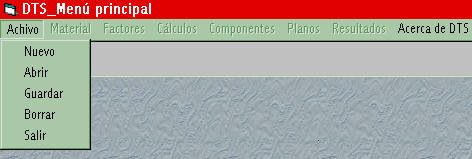 DTS_Menú principal
Achivo Material Factores Cálculos Componentes Planos Resultados Acerca de DTS
Nuevo
Abrir
Guardar
Borrar
Salir